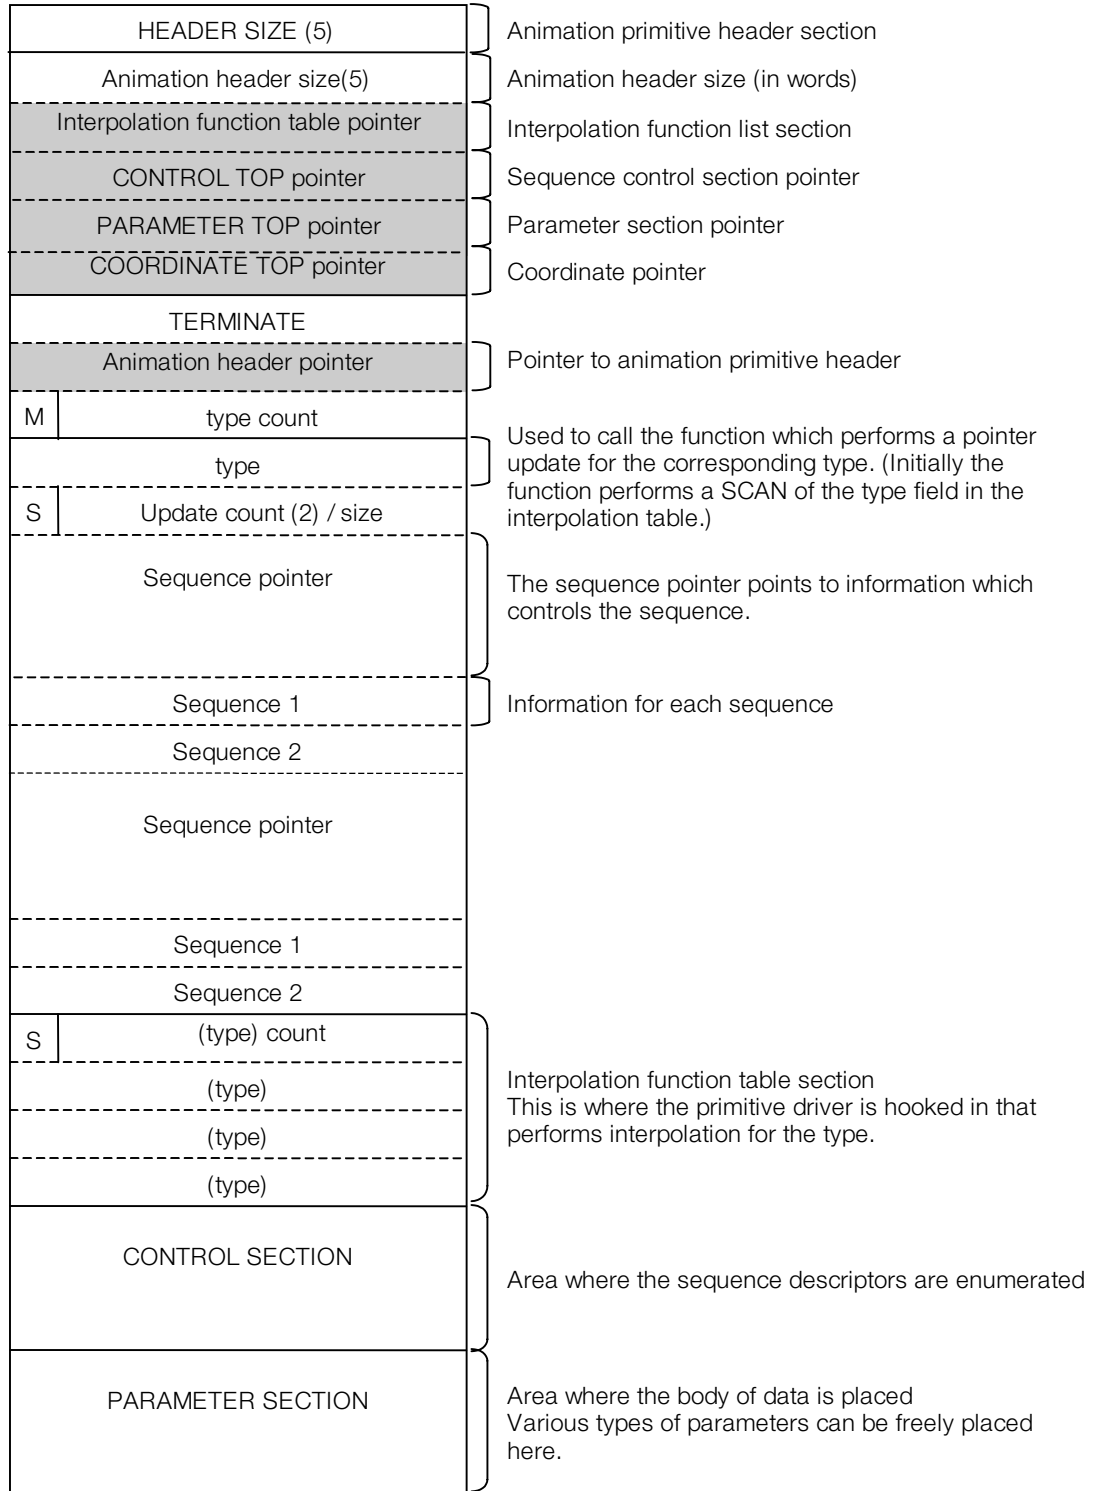 HEADER SIZE (5)
Animation primitive header section
Animation header size(5)
Animation header size (in words)
Interpolation function table pointer
Interpolation function list section
CONTROL TOP pointer
Sequence control section pointer
PARAMETER TOP pointer
Parameter section pointer
COORDINATE TOP pointer
Coordinate pointer
TERMINATE
Animation header pointer
Pointer to animation primitive header
M
type count
type
Used to call the function which performs a pointer
update for the corresponding type. (Initially the
function performs a SCAN of the type field in the
interpolation table.)
S
Update count (2) / size
Sequence pointer
The sequence pointer points to information which
controls the sequence.
Sequence 1
Information for each sequence
Sequence 2
Sequence pointer
Sequence 1
Sequence 2
S
(type) count
(type)
(type)
(type)
Interpolation function table section
This is where the primitive driver is hooked in that
performs interpolation for the type.
CONTROL SECTION
Area where the sequence descriptors are enumerated
PARAMETER SECTION
Area where the body of data is placed
Various types of parameters can be freely placed
here.